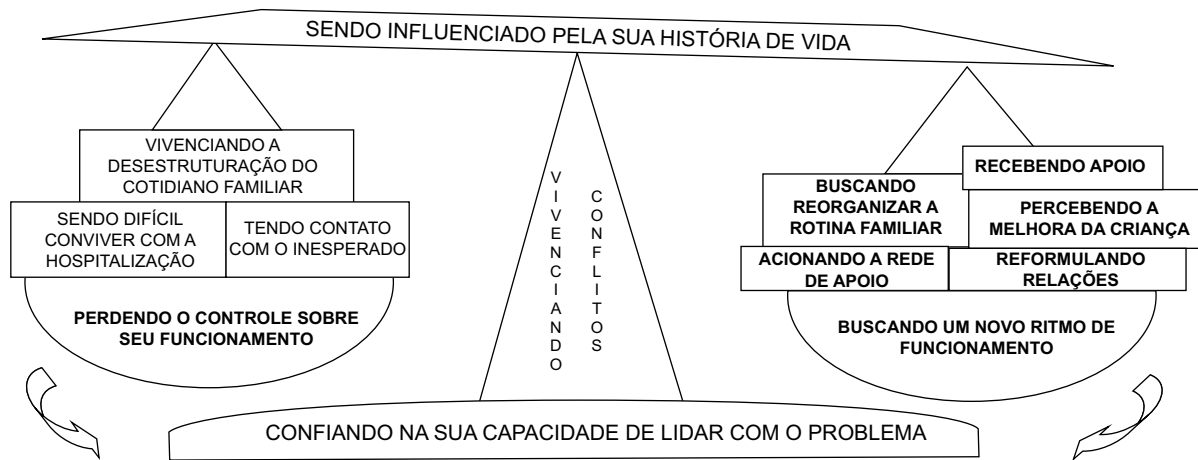 SENDO INFLUENCIADO PELA SUA HISTÓRIA DE VIDA
VIVENCIANDO A
DESESTRUTURAÇÃO DO
COTIDIANO FAMILIAR
SENDO DIFÍCIL
CONVIVER COM A
HOSPITALIZAÇÃO
TENDO CONTATO
COM O INESPERADO
PERDENDO O CONTROLE SOBRE
SEU FUNCIONAMENTO
VIVENCIANDO
CONFLITOS
RECEBENDO APOIO
BUSCANDO
REORGANIZAR A
ROTINA FAMILIAR
PERCEBENDO A
MELHORA DA CRIANÇA
ACIONANDO A REDE
DE APOIO
REFORMULANDO
RELAÇÕES
BUSCANDO UM NOVO RITMO DE
FUNCIONAMENTO
CONFIANDO NA SUA CAPACIDADE DE LIDAR COM O PROBLEMA